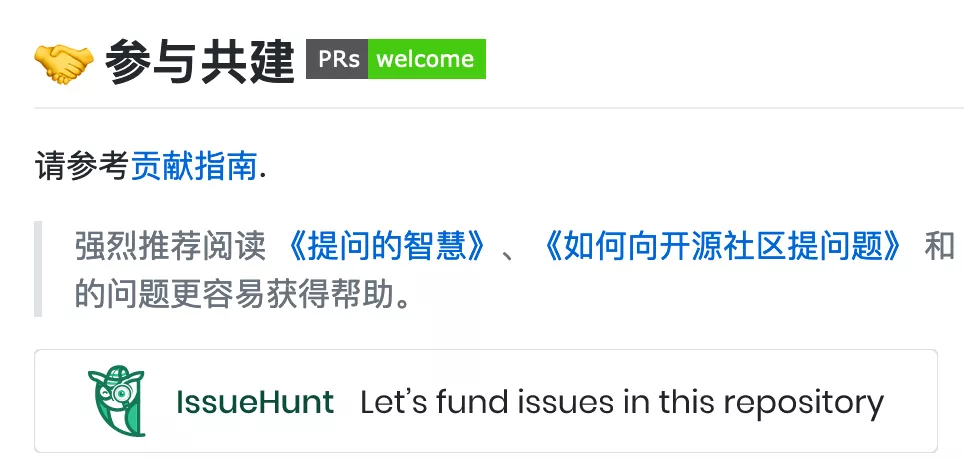 参与共建 PRs welcome
请参考贡献指南.
强烈推荐阅读 《提问的智慧》、《如何向开源社区提问题》 和
的问题更容易获得帮助。
IssueHunt Let’s fund issues in this repository